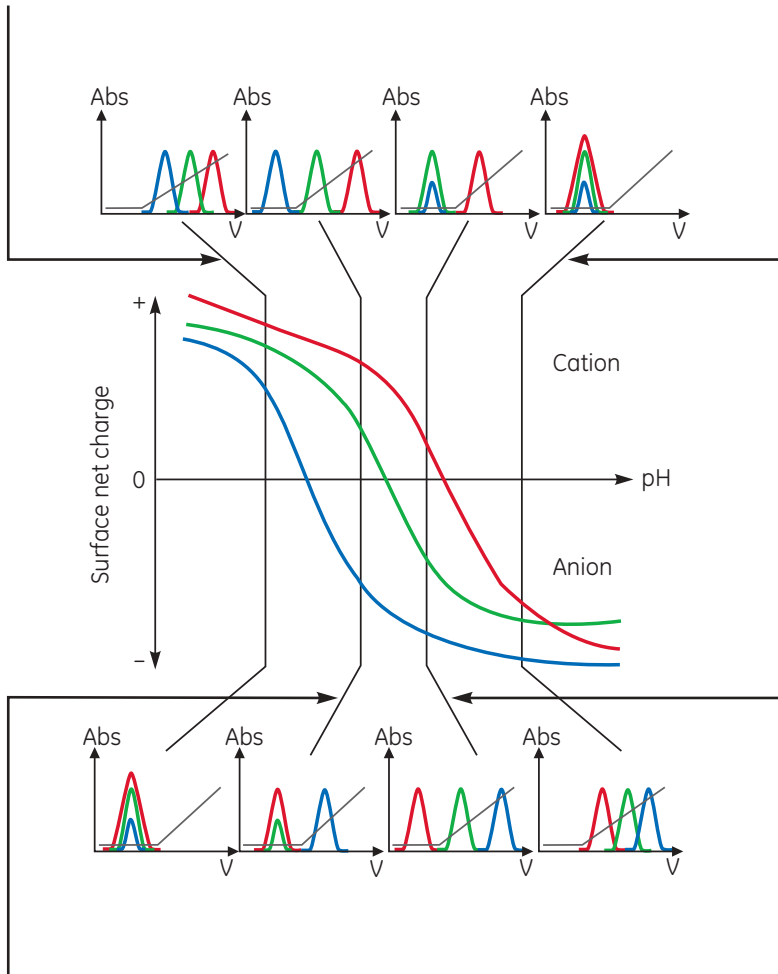 Abs Abs Abs Abs
V V V V
+
Cation
Surface net charge
0 pH
Anion
–
Abs Abs Abs Abs
V V V V